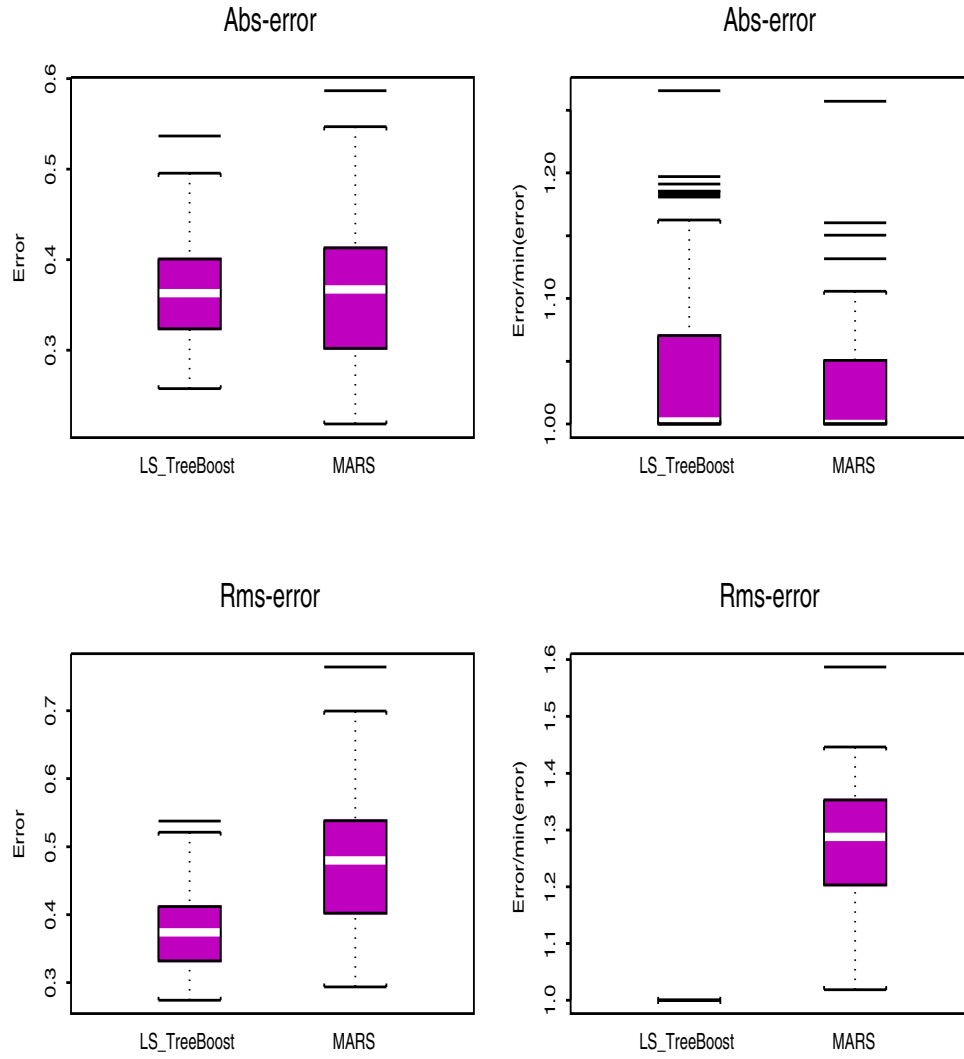 Abs-error
Error
0.6
0.5
0.4
0.3
LS_TreeBoost MARS
Abs-error
Error/min(error)
1.20
1.10
1.00
LS_TreeBoost MARS
Rms-error
Error
0.7
0.6
0.5
0.4
0.3
LS_TreeBoost MARS
Rms-error
Error/min(error)
1.6
1.5
1.4
1.3
1.2
1.1
1.0
LS_TreeBoost MARS